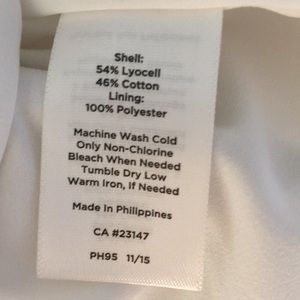 Shell:
54% Lyocell
46% Cotton
Lining:
100% Polyester
Machine Wash Cold
Only Non-Chlorine
Bleach When Needed
Tumble Dry Low
Warm Iron, If Needed
Made In Philippines
CA #23147
PH95 11/15